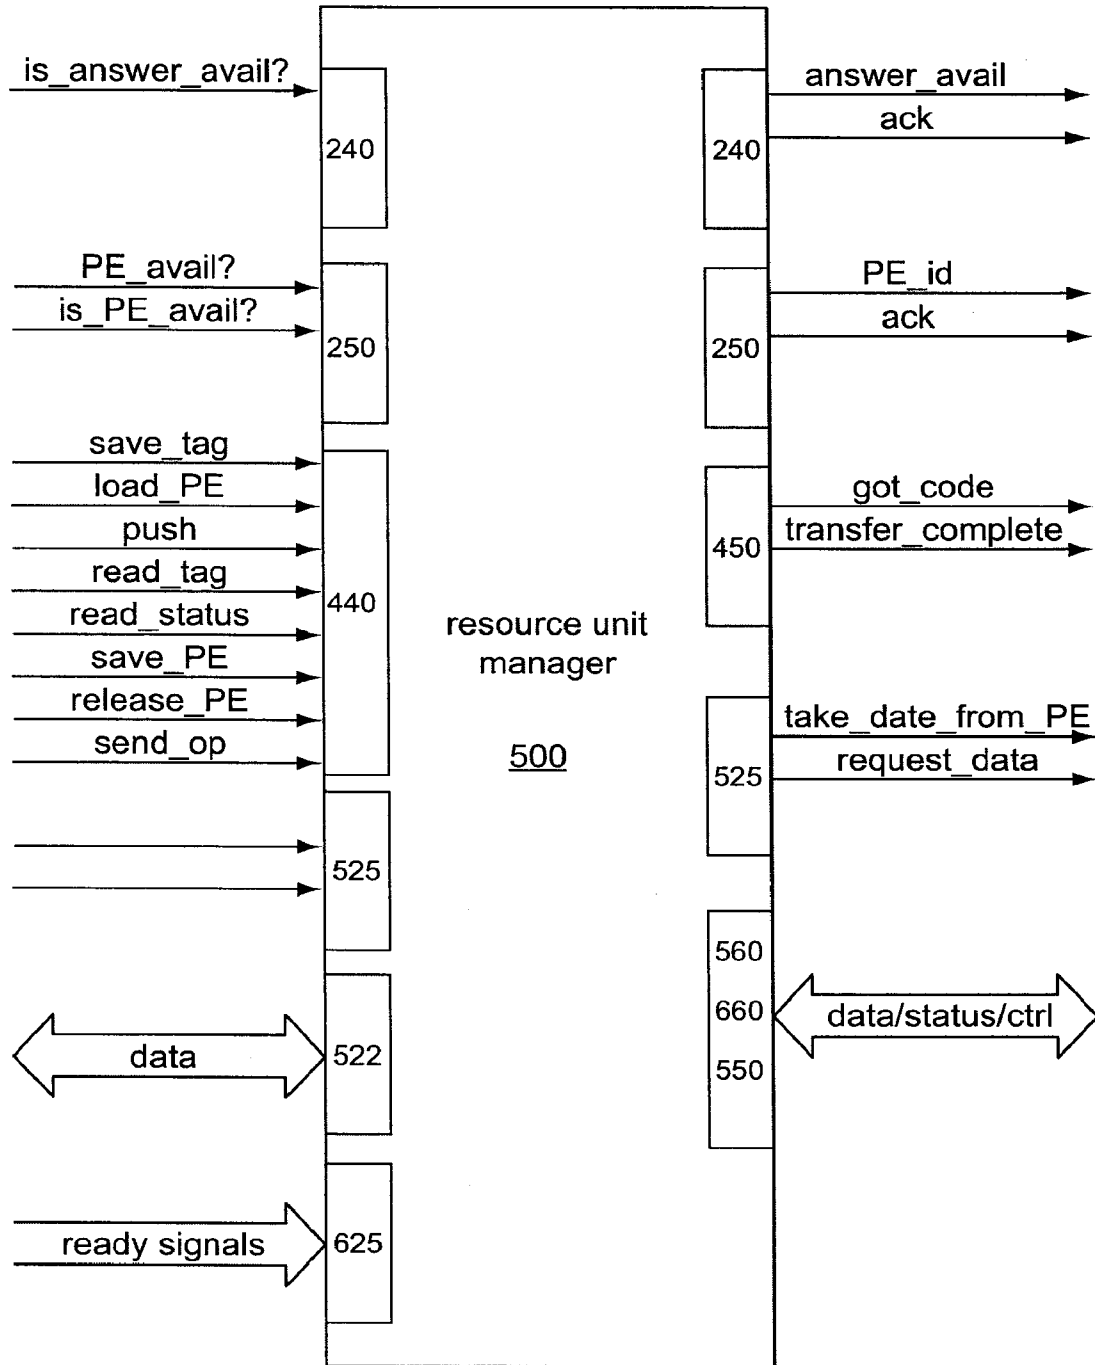 is_answer_avail?
240
PE_avail?
is_PE_avail?
250
save_tag
load_PE
push
read_tag
read_status
save_PE
release_PE
send_op
440
525
data
522
ready signals
625
resource unit
manager
500
answer_avail
ack
240
PE_id
ack
250
got_code
transfer_complete
450
take_date_from_PE
request_data
525
560
660
550
data/status/ctrl